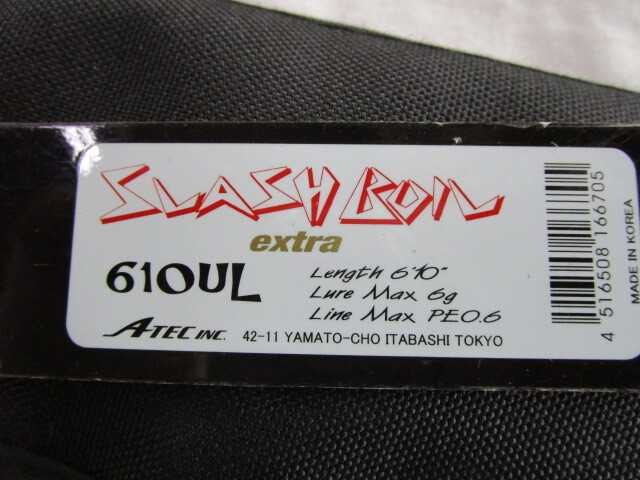 SLASH BOIL
extra
610UL
Length 6'10"
Lure Max 6g
Line Max PE0.6
A-TEC INC. 42-11 YAMATO-CHO ITABASHI TOKYO
4 516508 166705
MADE IN KOREA